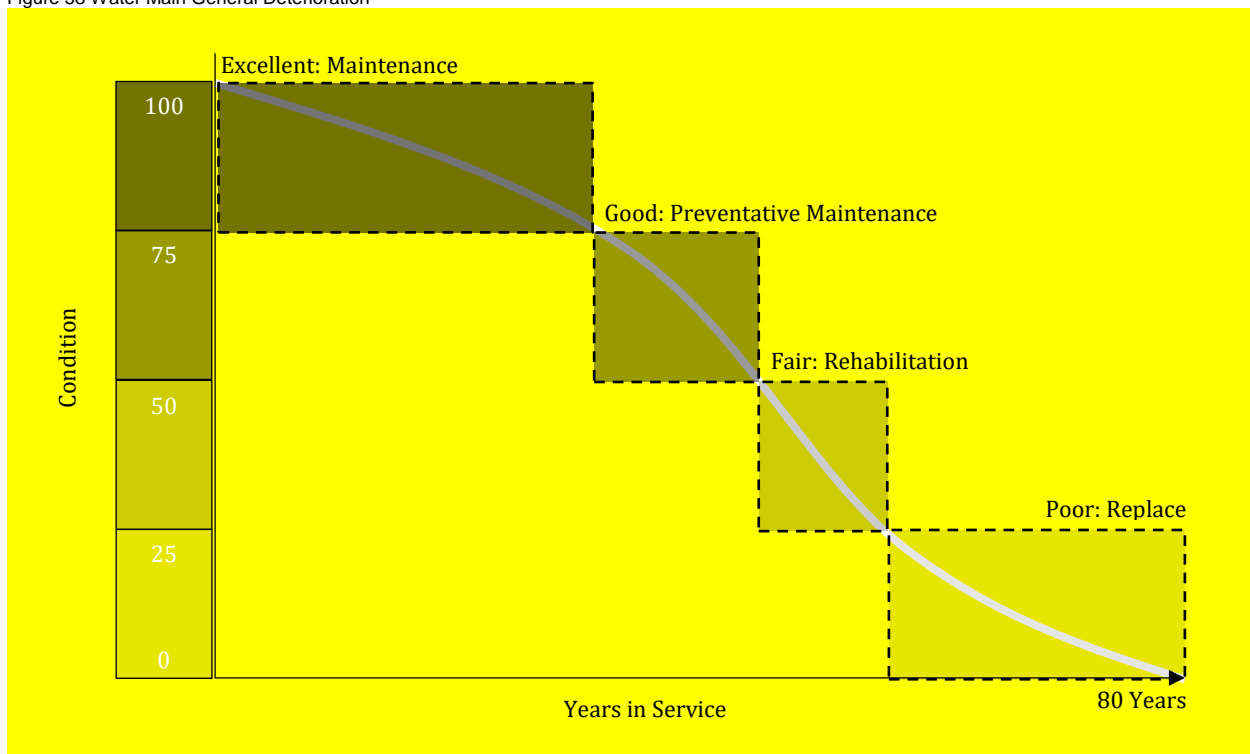 Figure 38 Water Main General Deterioration
Excellent: Maintenance
100
Good: Preventative Maintenance
75
Condition
Fair: Rehabilitation
50
Poor: Replace
25
0
80 Years
Years in Service